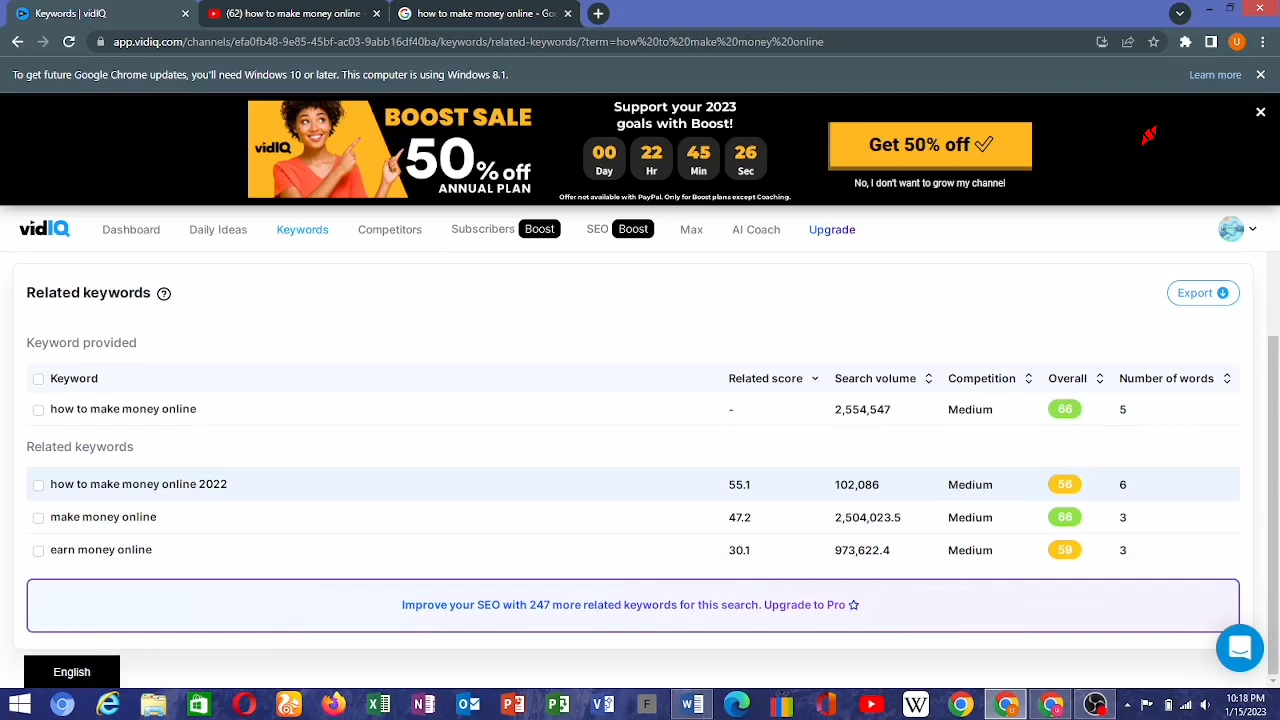 Keywords | vidIQ
(62) how to make money online -
how to make money online - Goo
app.vidiq.com/channels/efa0fb48-9e85-45bf-ac03-9abb16df40ba/keywords/related-keywords/?term=how%20to%20make%20money%20online
U
To get future Google Chrome updates, you'll need Windows 10 or later. This computer is using Windows 8.1.
Learn more
vidIQ
BOOST SALE
50% off
ANNUAL PLAN
Support your 2023
goals with Boost!
00 22 45 26
Day Hr Min Sec
Offer not available with PayPal. Only for Boost plans except Coaching.
Get 50% off
No, I don't want to grow my channel
vidIQ Dashboard Daily Ideas Keywords Competitors Subscribers Boost SEO Boost Max AI Coach Upgrade
Related keywords ?
Export
Keyword provided
Keyword Related score Search volume Competition Overall Number of words
how to make money online - 2,554,547 Medium 66 5
Related keywords
how to make money online 2022 55.1 102,086 Medium 56 6
make money online 47.2 2,504,023.5 Medium 66 3
earn money online 30.1 973,622.4 Medium 59 3
Improve your SEO with 247 more related keywords for this search. Upgrade to Pro
English
10:18 PM
1/15/2023